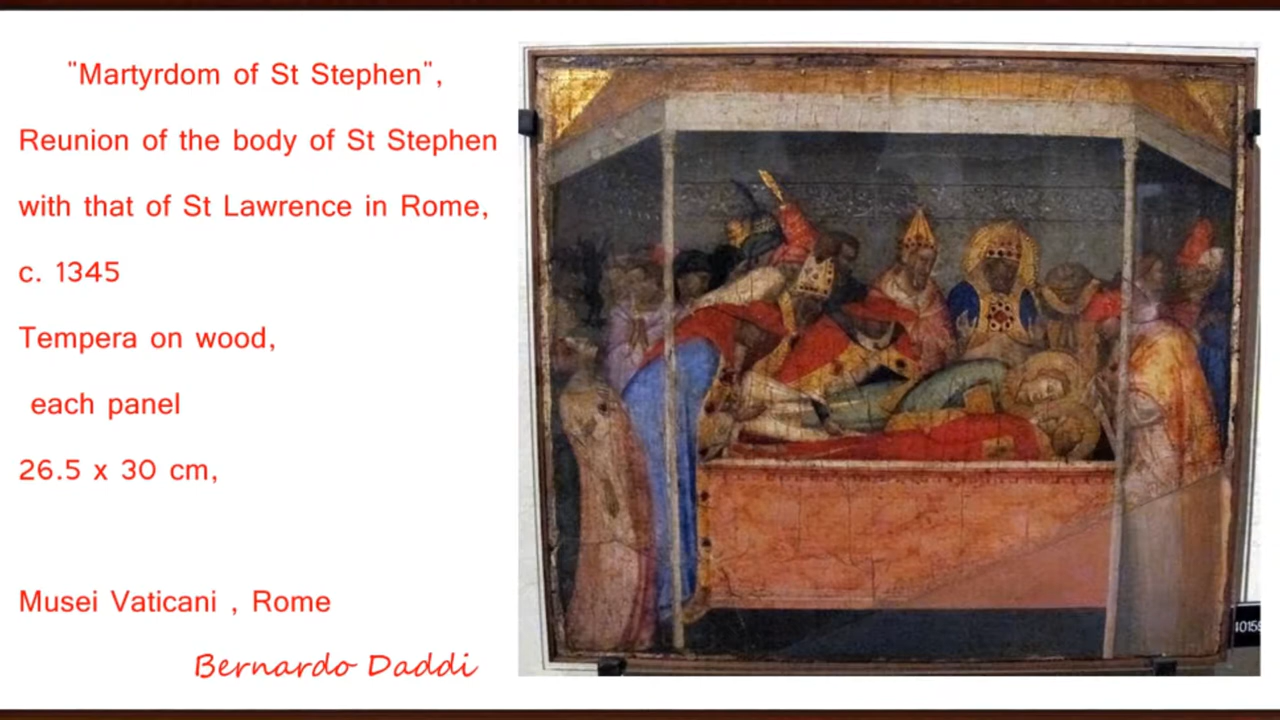 "Martyrdom of St Stephen",
Reunion of the body of St Stephen
with that of St Lawrence in Rome,
c. 1345
Tempera on wood,
each panel
26.5 x 30 cm,
Musei Vaticani , Rome
Bernardo Daddi